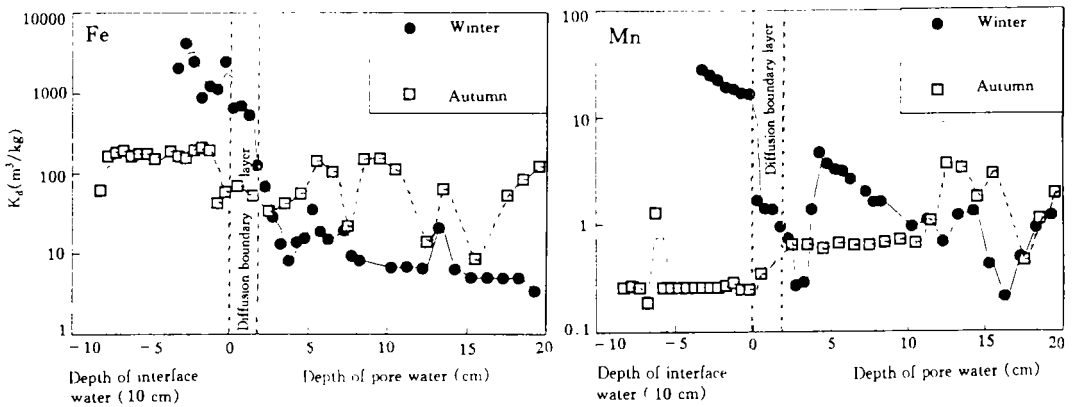 10000
1000
100
10
1
K_d(m³/kg)
Fe
Winter
Autumn
Diffusion boundary layer
-10
-5
0
5
10
15
20
Depth of interface
water (10 cm)
Depth of pore water (cm)
100
10
1
0.1
Mn
Winter
Autumn
Diffusion boundary layer
-10
-5
0
5
10
15
20
Depth of interface
water (10 cm)
Depth of pore water (cm)